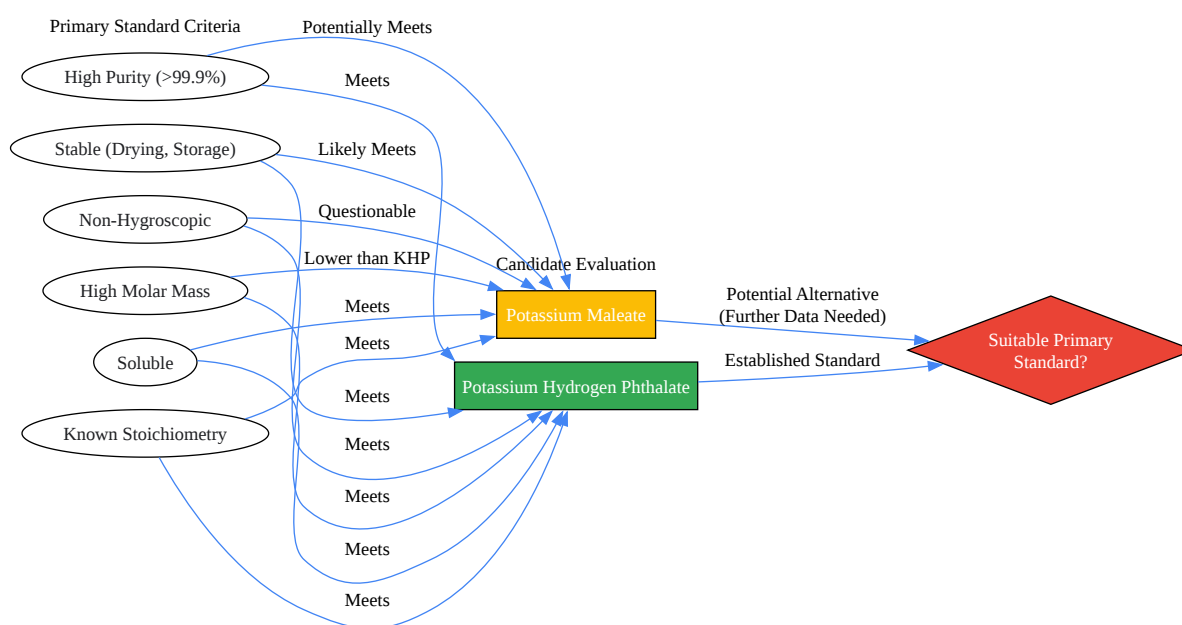 Primary Standard Criteria
High Purity (>99.9%)
Stable (Drying, Storage)
Non-Hygroscopic
High Molar Mass
Soluble
Known Stoichiometry
Potentially Meets
Meets
Likely Meets
Questionable
Lower than KHP
Meets
Meets
Meets
Meets
Meets
Meets
Meets
Candidate Evaluation
Potassium Maleate
Potassium Hydrogen Phthalate
Potential Alternative
(Further Data Needed)
Established Standard
Suitable Primary
Standard?